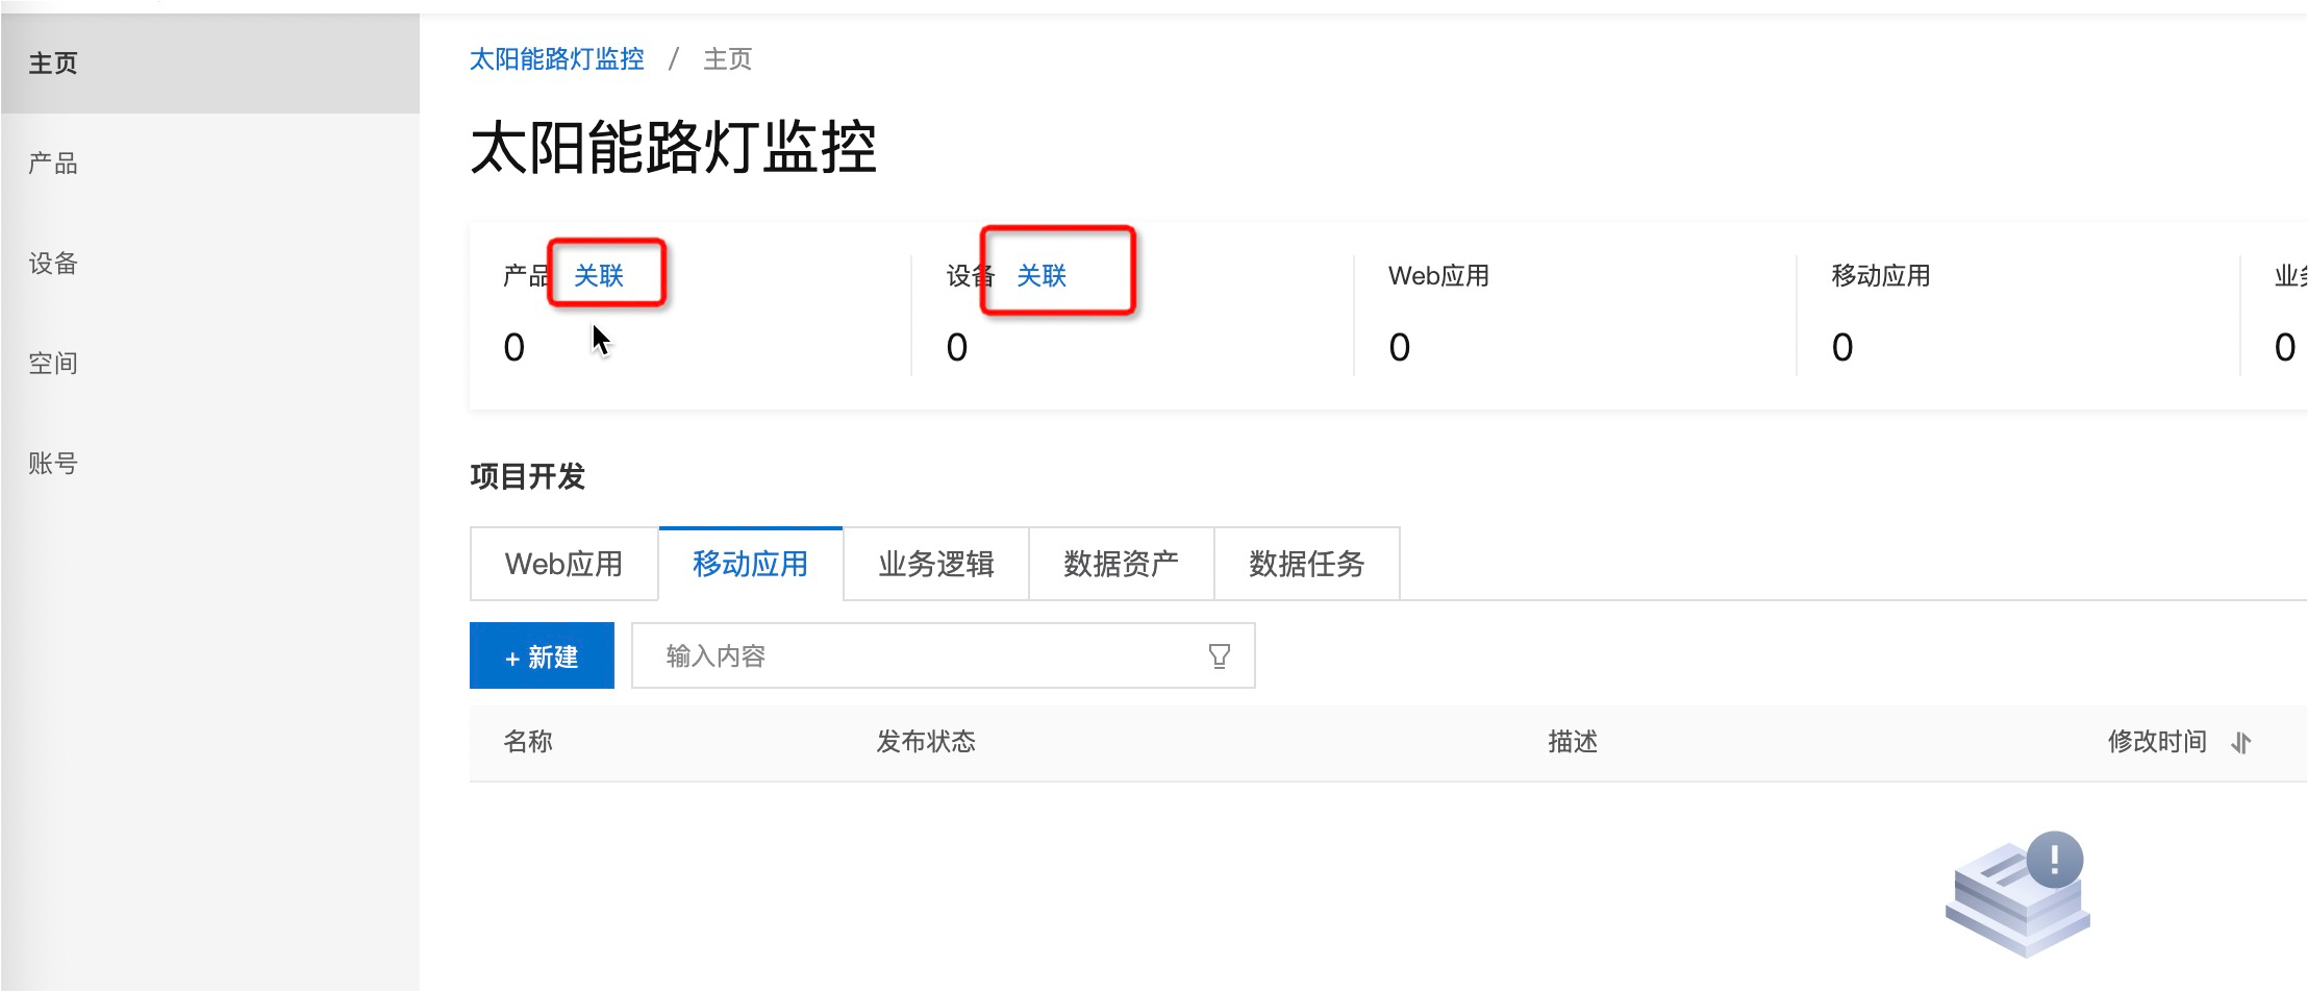 主页
产品
设备
空间
账号
太阳能路灯监控 / 主页
太阳能路灯监控
产品 关联
0
设备 关联
0
Web应用
0
移动应用
0
业务
0
项目开发
Web应用 移动应用 业务逻辑 数据资产 数据任务
+ 新建 输入内容
名称 发布状态 描述 修改时间